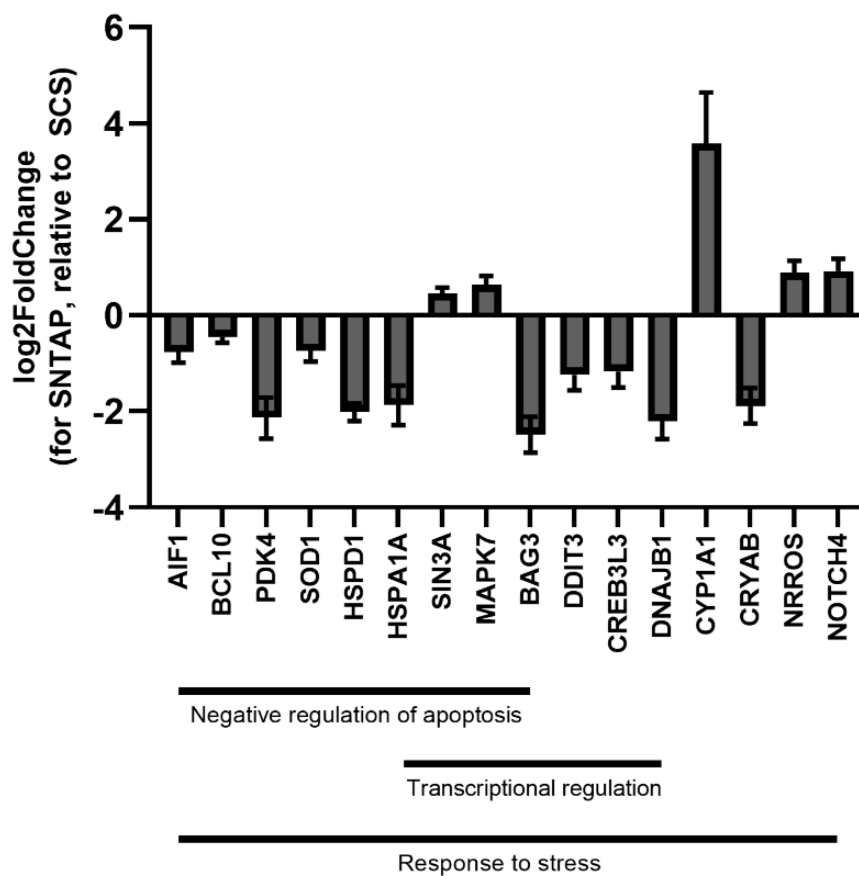 6
4
2
0
-2
-4
log2FoldChange
(for SNTAP, relative to SCS)
AIF1
BCL10
PDK4
SOD1
HSPD1
HSPA1A
SIN3A
MAPK7
BAG3
DDIT3
CREB3L3
DNAJB1
CYP1A1
CRYAB
NRROS
NOTCH4
Negative regulation of apoptosis
Transcriptional regulation
Response to stress